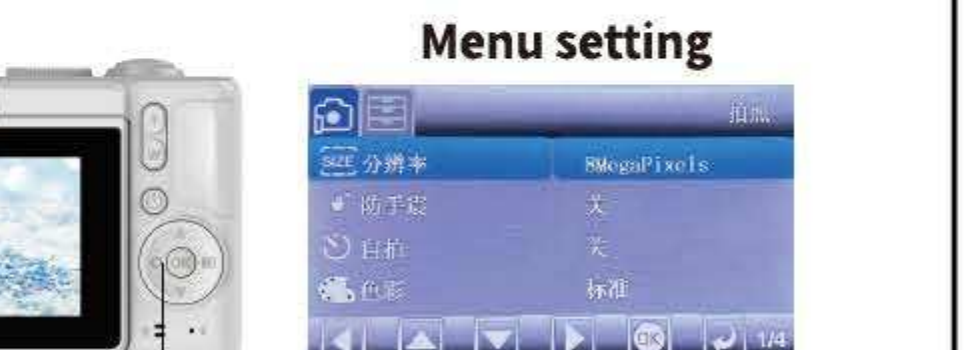 Menu setting
拍照
SIZE 分辨率 8MegaPixels
防手震 关
自拍 关
色彩 标准
OK
OK 1/4